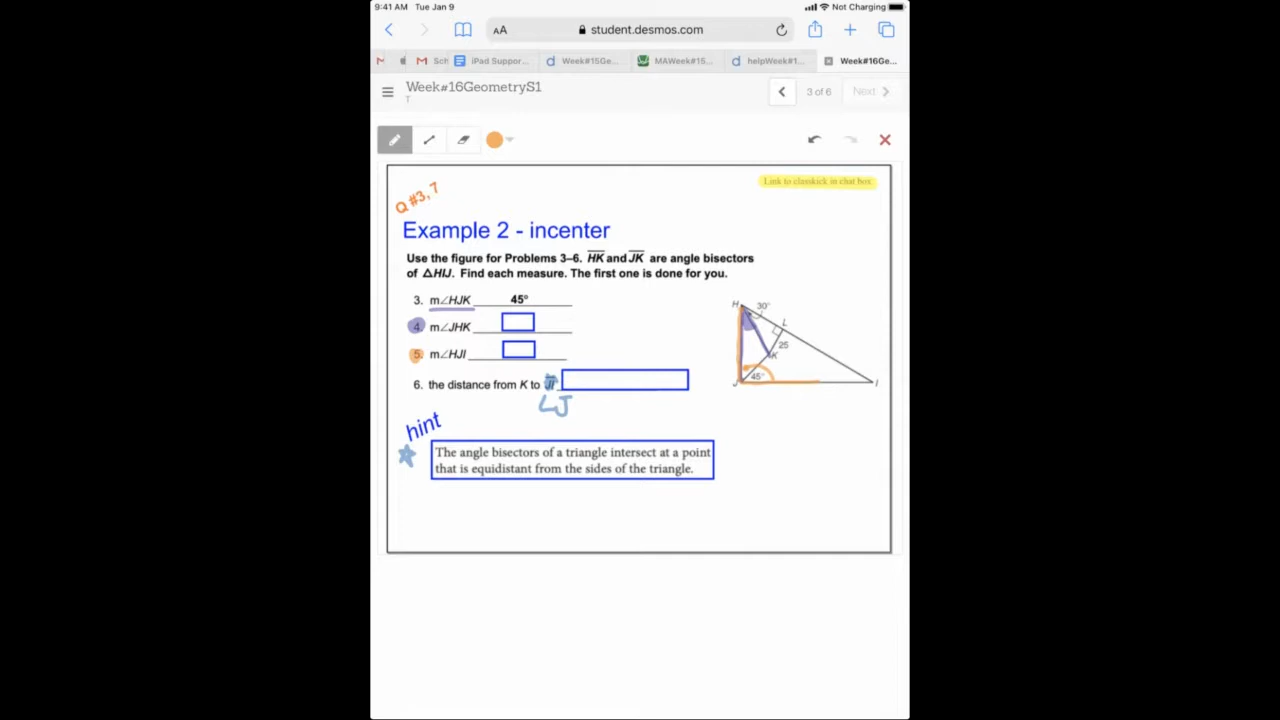 9:41 AM Tue Jan 9
Not Charging
AA
student.desmos.com
Sch
iPad Suppor...
Week#15Ge...
MAWeek#15...
helpWeek#1...
Week#16Ge...
Week#16GeometryS1
T
3 of 6
Next
Link to classkick in chat box
Q #3, 7
Example 2 - incenter
Use the figure for Problems 3–6. HK and JK are angle bisectors
of △HIJ. Find each measure. The first one is done for you.
3. m∠HJK 45°
4. m∠JHK
5. m∠HJI
6. the distance from K to JI
LJ
H
30°
L
25
K
45°
J
I
hint
The angle bisectors of a triangle intersect at a point
that is equidistant from the sides of the triangle.